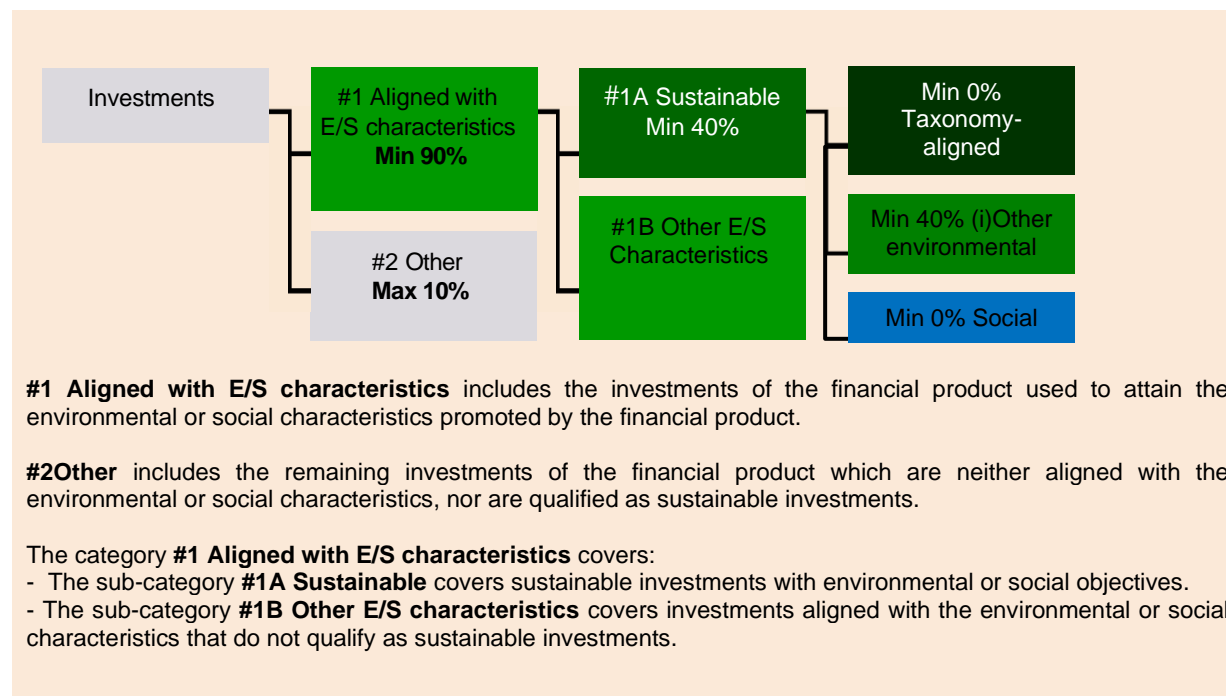 Investments
#1 Aligned with
E/S characteristics
Min 90%
#2 Other
Max 10%
#1A Sustainable
Min 40%
#1B Other E/S
Characteristics
Min 0%
Taxonomy-
aligned
Min 40% (i)Other
environmental
Min 0% Social
#1 Aligned with E/S characteristics includes the investments of the financial product used to attain the
environmental or social characteristics promoted by the financial product.
#2Other includes the remaining investments of the financial product which are neither aligned with the
environmental or social characteristics, nor are qualified as sustainable investments.
The category #1 Aligned with E/S characteristics covers:
- The sub-category #1A Sustainable covers sustainable investments with environmental or social objectives.
- The sub-category #1B Other E/S characteristics covers investments aligned with the environmental or social
characteristics that do not qualify as sustainable investments.